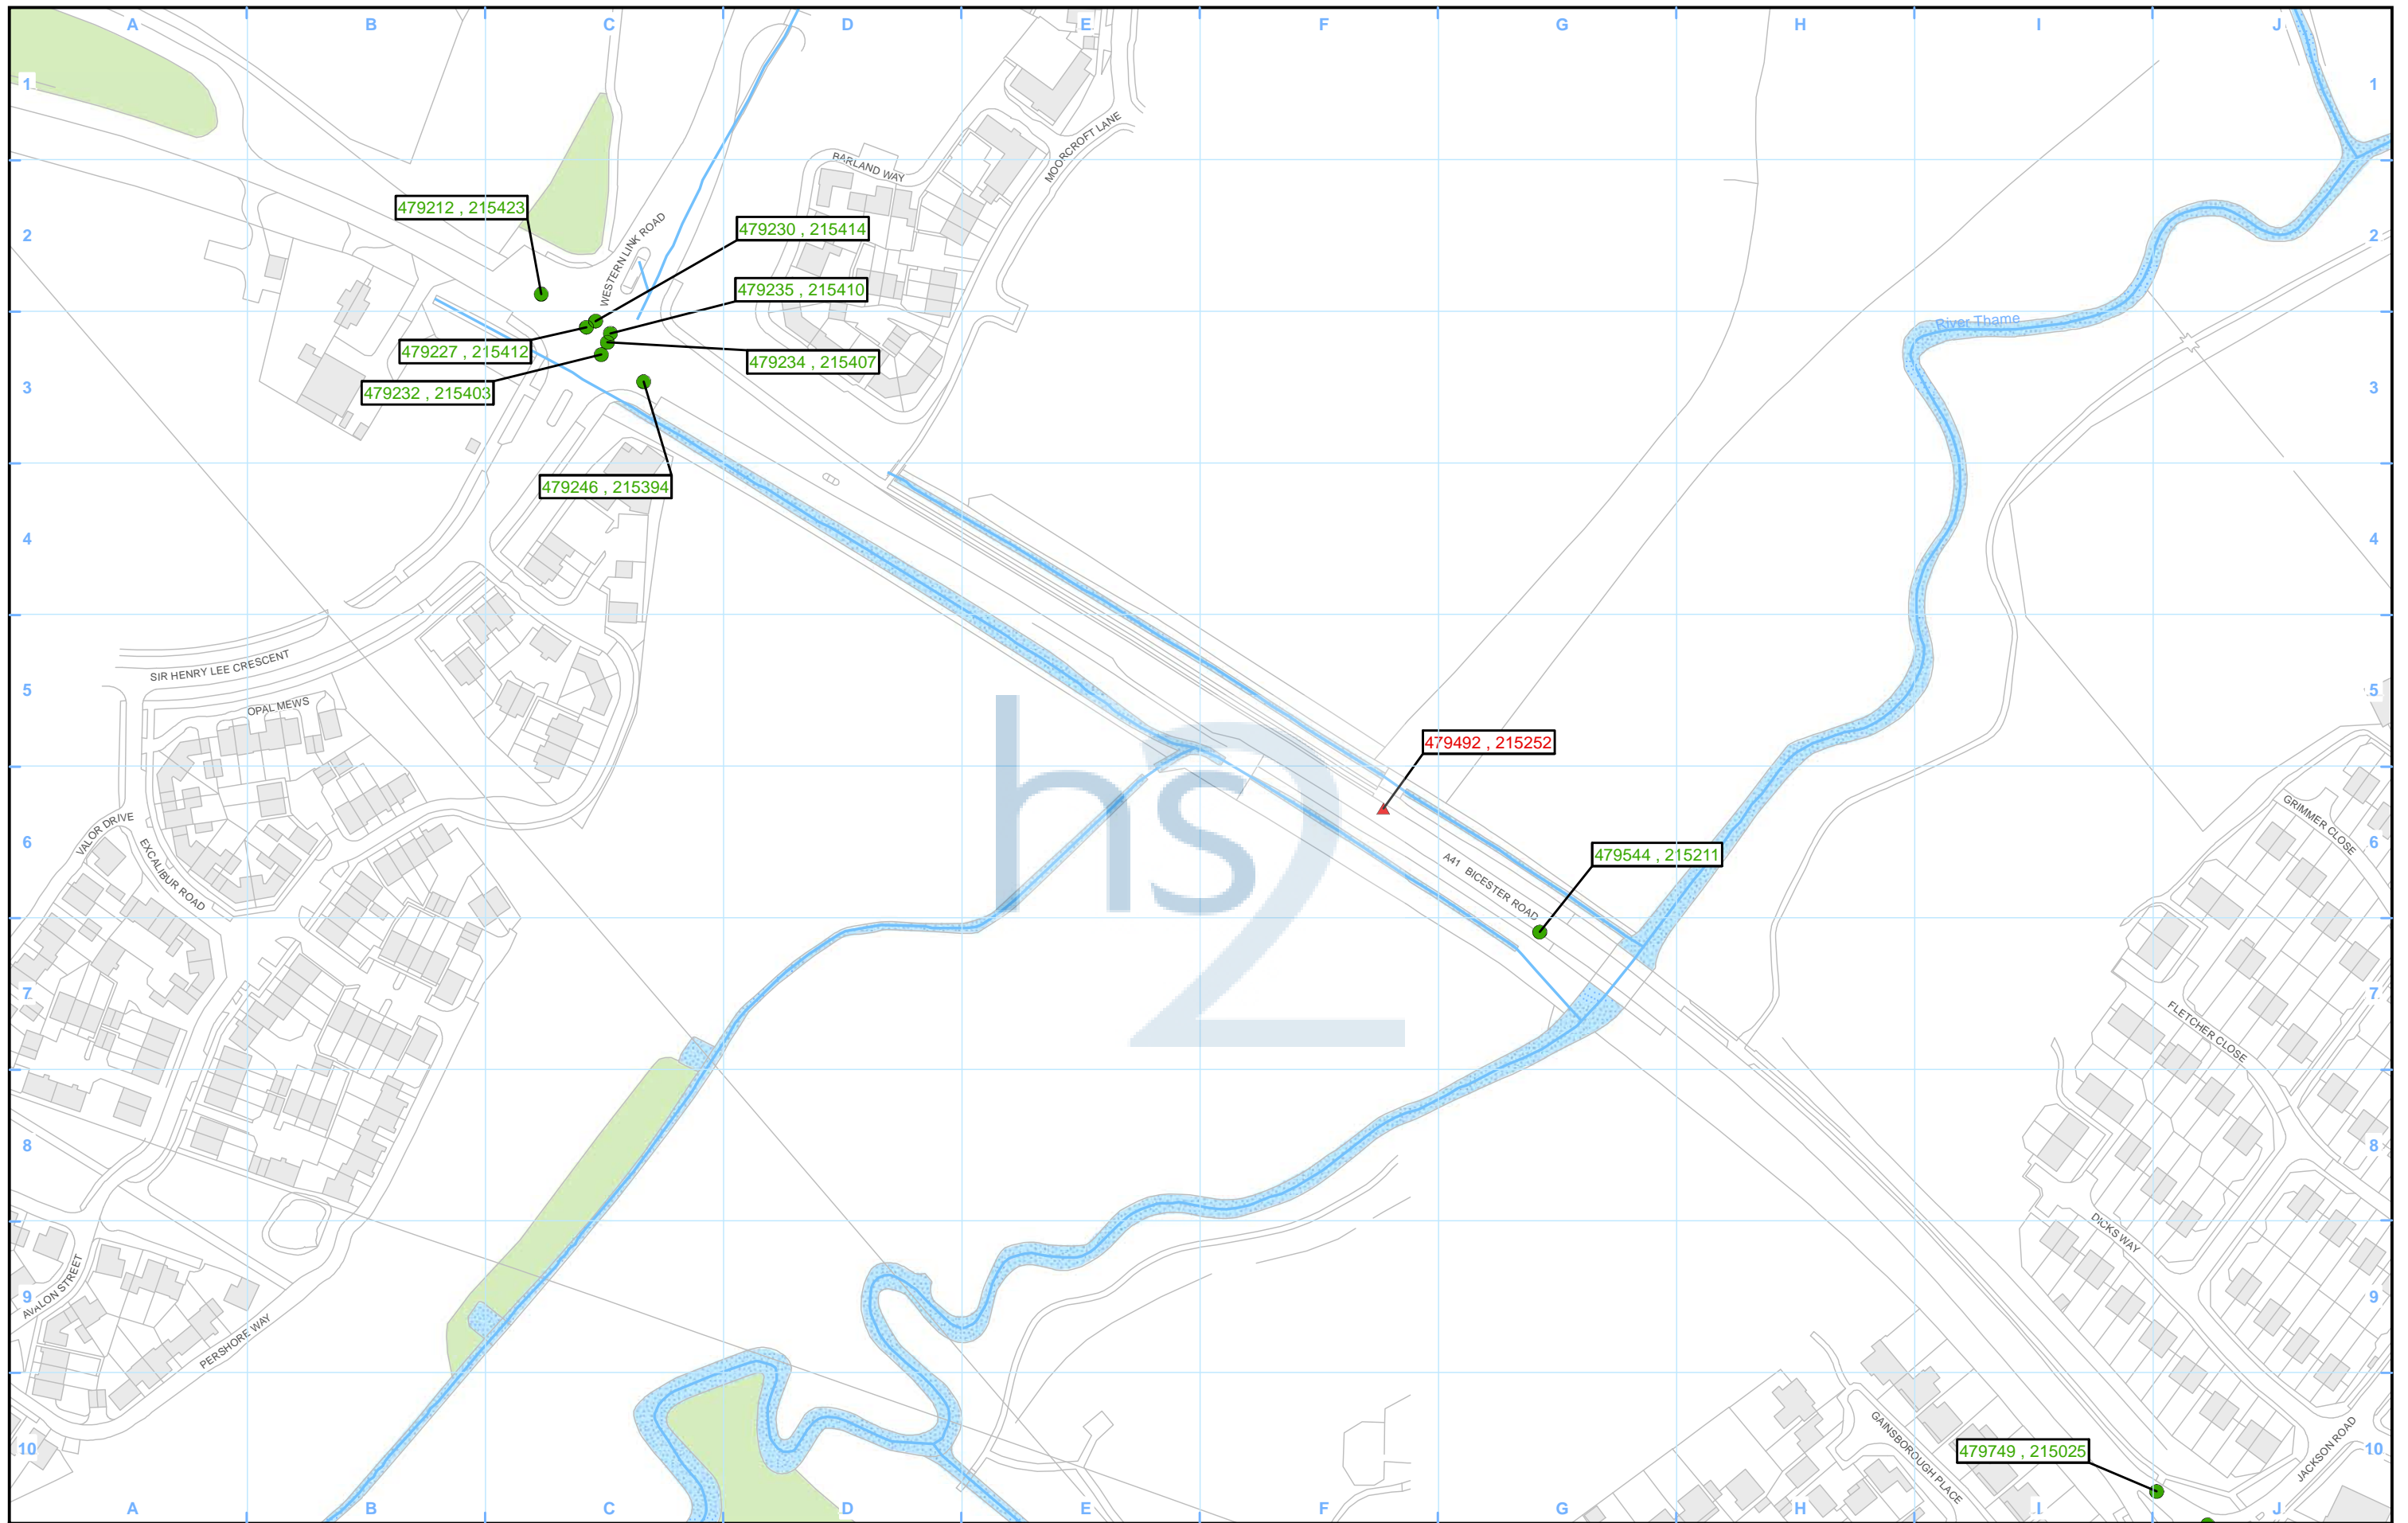 A B C D E F G H I J
1 1
MOORCROFT LANE
BARLAND WAY
479212 , 215423
WESTERN LINK ROAD
479230 , 215414
2 2
479235 , 215410
River Thame
479227 , 215412
479234 , 215407
3 3
479232 , 215403
479246 , 215394
4 4
SIR HENRY LEE CRESCENT
5 5
OPAL MEWS
hs2
479492 , 215252
GRIMMER CLOSE
VALOR DRIVE
6 6
EXCALIBUR ROAD
479544 , 215211
A41 BICESTER ROAD
7 7
FLETCHER CLOSE
8 8
DICKS WAY
AVALON STREET
9 9
PERSHORE WAY
GAINSBOROUGH PLACE
JACKSON ROAD
10 10
479749 , 215025
A B C D E F G H I J